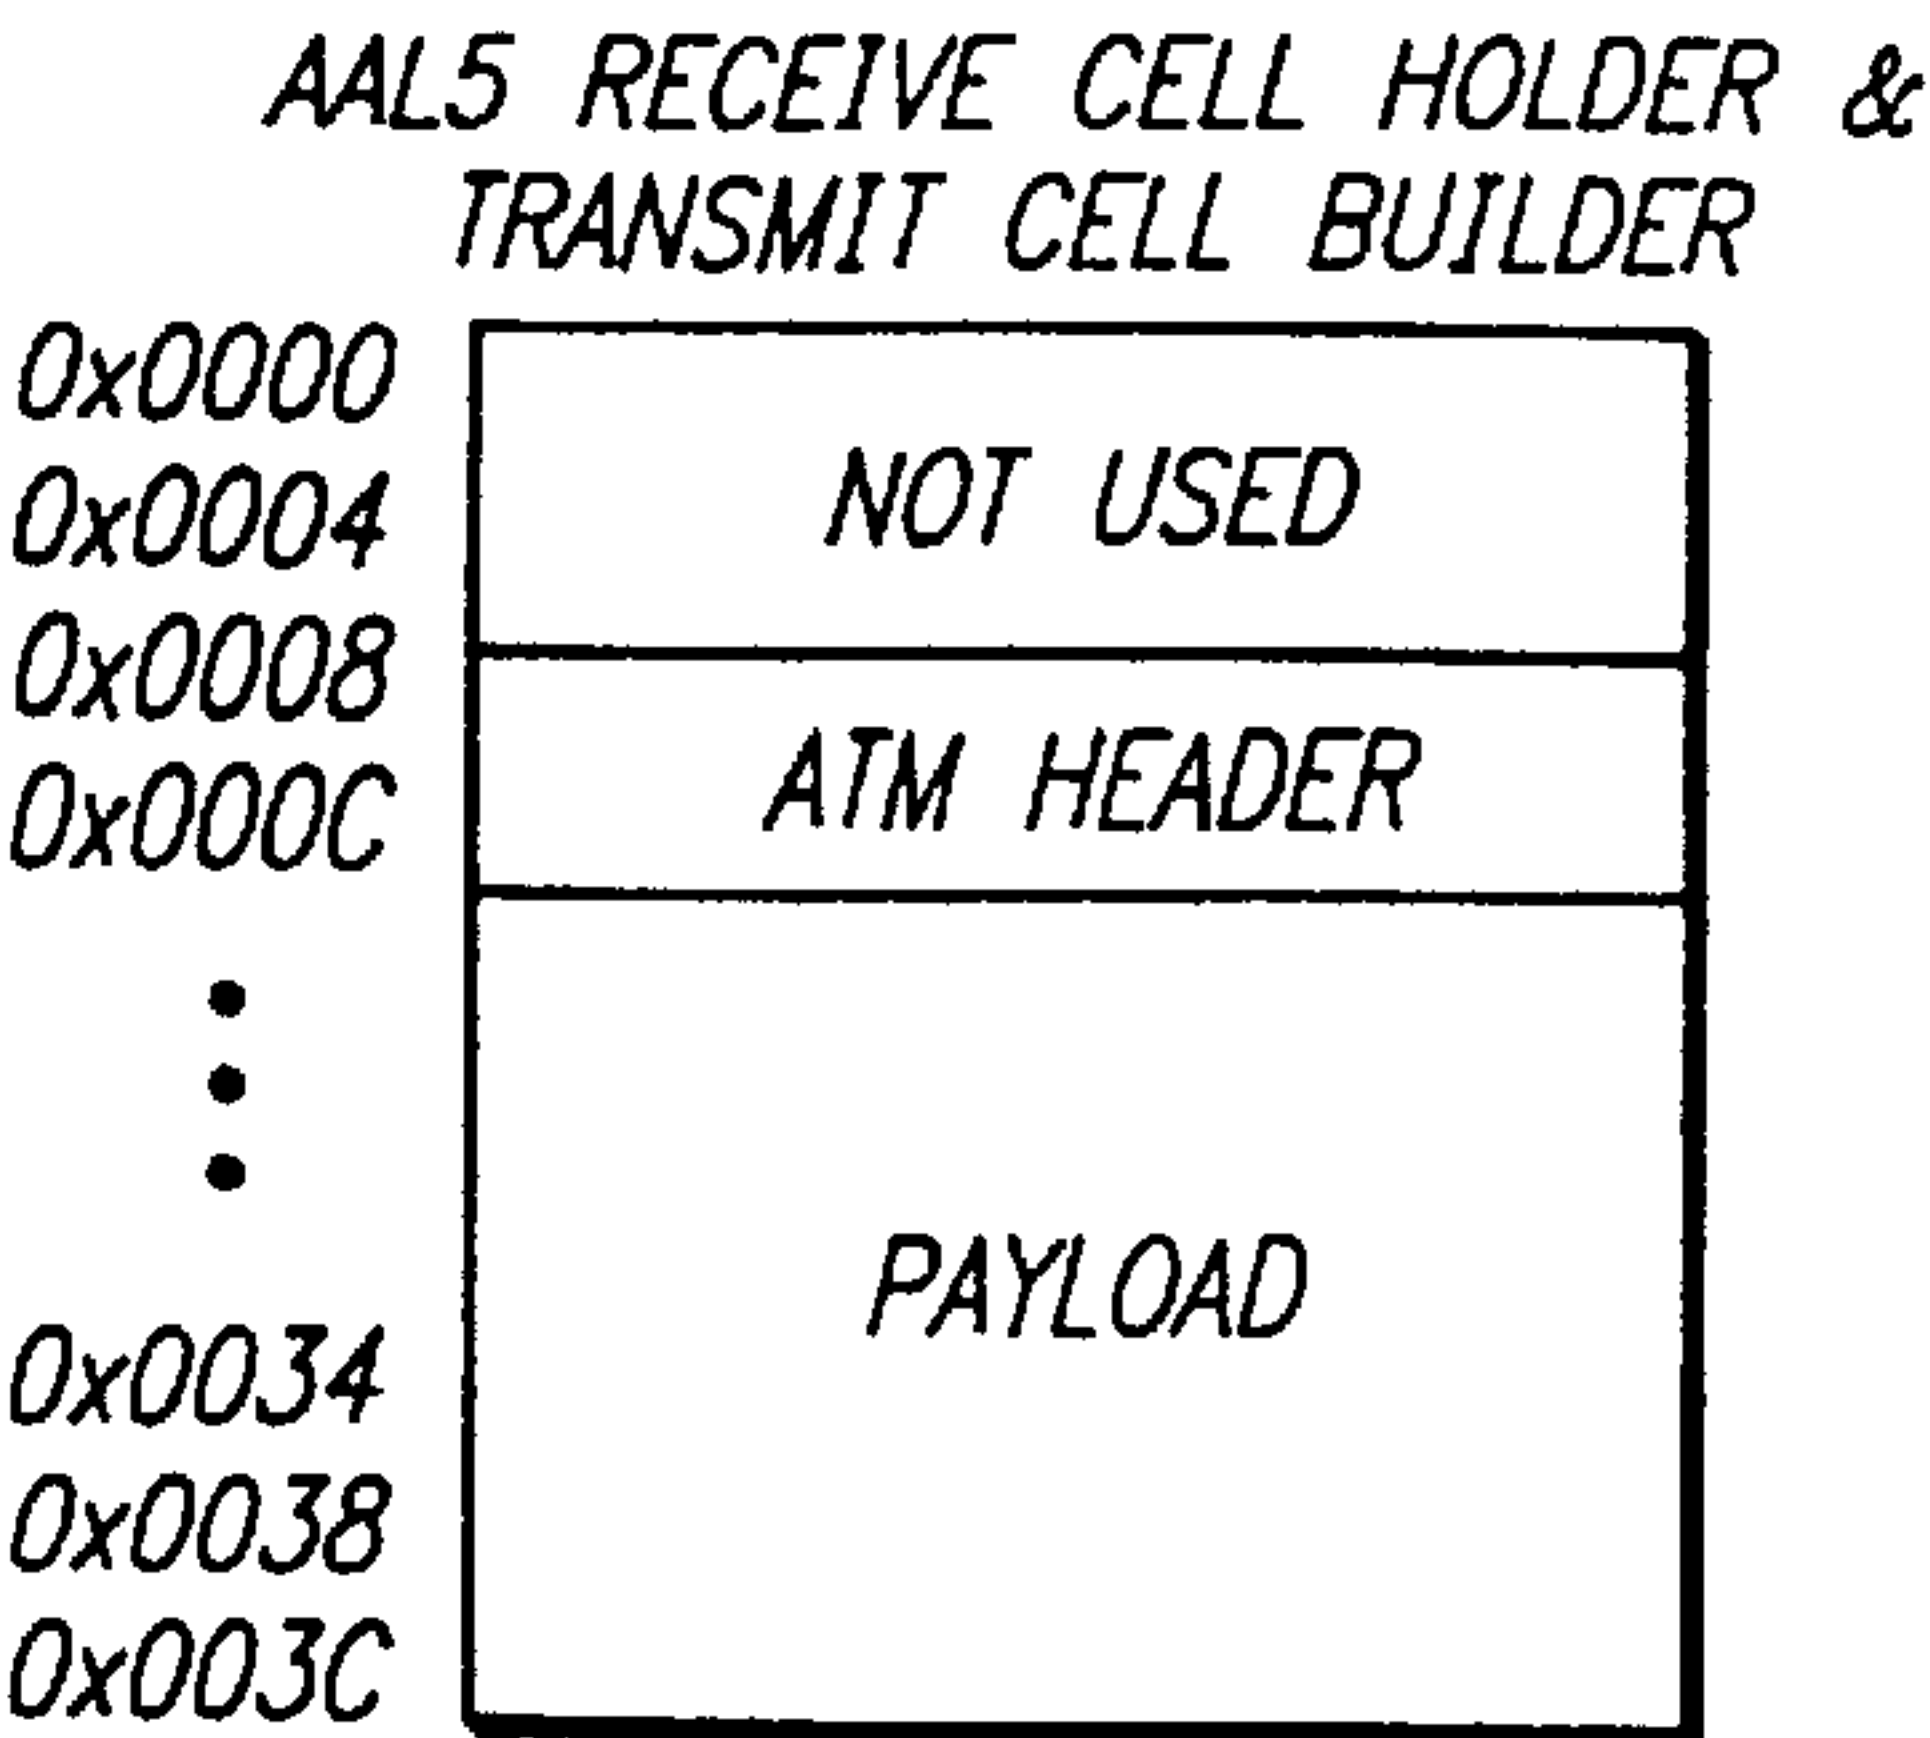 AAL5 RECEIVE CELL HOLDER &
TRANSMIT CELL BUILDER
0x0000
0x0004 NOT USED
0x0008
0x000C ATM HEADER
PAYLOAD
0x0034
0x0038
0x003C